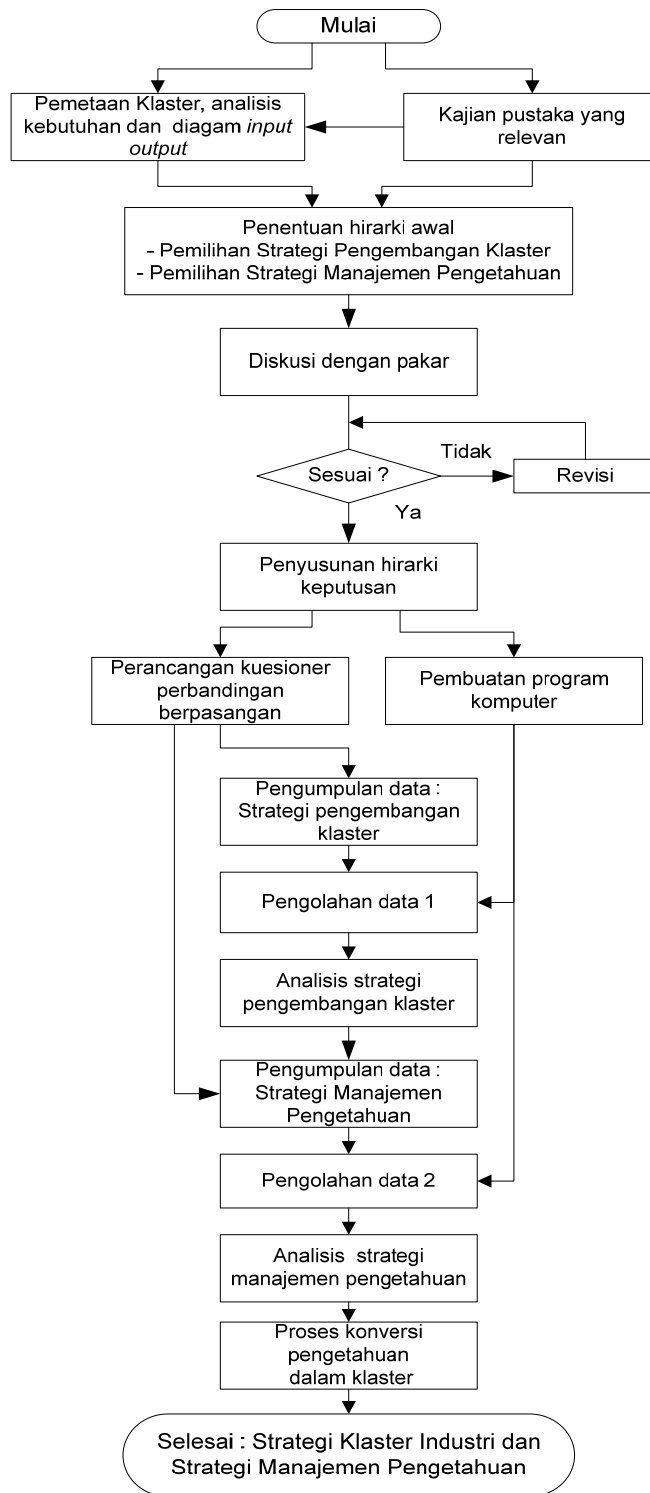 Mulai
Pemetaan Klaster, analisis
kebutuhan dan diagam input
output
Kajian pustaka yang
relevan
Penentuan hirarki awal
- Pemilihan Strategi Pengembangan Klaster
- Pemilihan Strategi Manajemen Pengetahuan
Diskusi dengan pakar
Sesuai ?
Tidak
Revisi
Ya
Penyusunan hirarki
keputusan
Perancangan kuesioner
perbandingan
berpasangan
Pembuatan program
komputer
Pengumpulan data :
Strategi pengembangan
klaster
Pengolahan data 1
Analisis strategi
pengembangan klaster
Pengumpulan data :
Strategi Manajemen
Pengetahuan
Pengolahan data 2
Analisis strategi
manajemen pengetahuan
Proses konversi
pengetahuan
dalam klaster
Selesai : Strategi Klaster Industri dan
Strategi Manajemen Pengetahuan